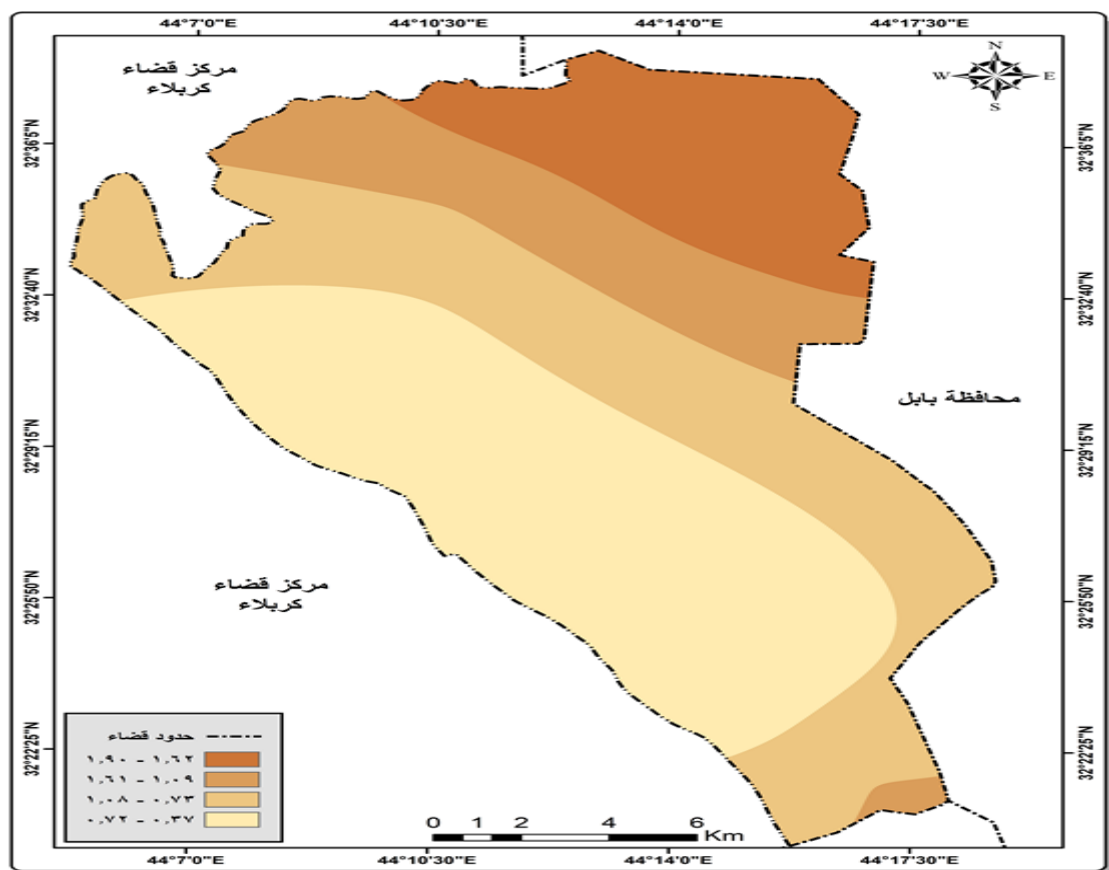 44°7'0"E 44°10'30"E 44°14'0"E 44°17'30"E
مركز قضاء
كربلاء
N
W E
S
32°36'5"N
32°36'5"N
32°32'40"N
32°32'40"N
محافظة بابل
32°29'15"N
32°29'15"N
مركز قضاء
كربلاء
32°25'50"N
32°25'50"N
32°22'25"N
32°22'25"N
حدود قضاء
١,٩٠ - ١,٦٢
١,٦١ - ١,٠٩
١,٠٨ - ٠,٧٣
٠,٧٢ - ٠,٣٧
0 1 2 4 6
Km
44°7'0"E 44°10'30"E 44°14'0"E 44°17'30"E